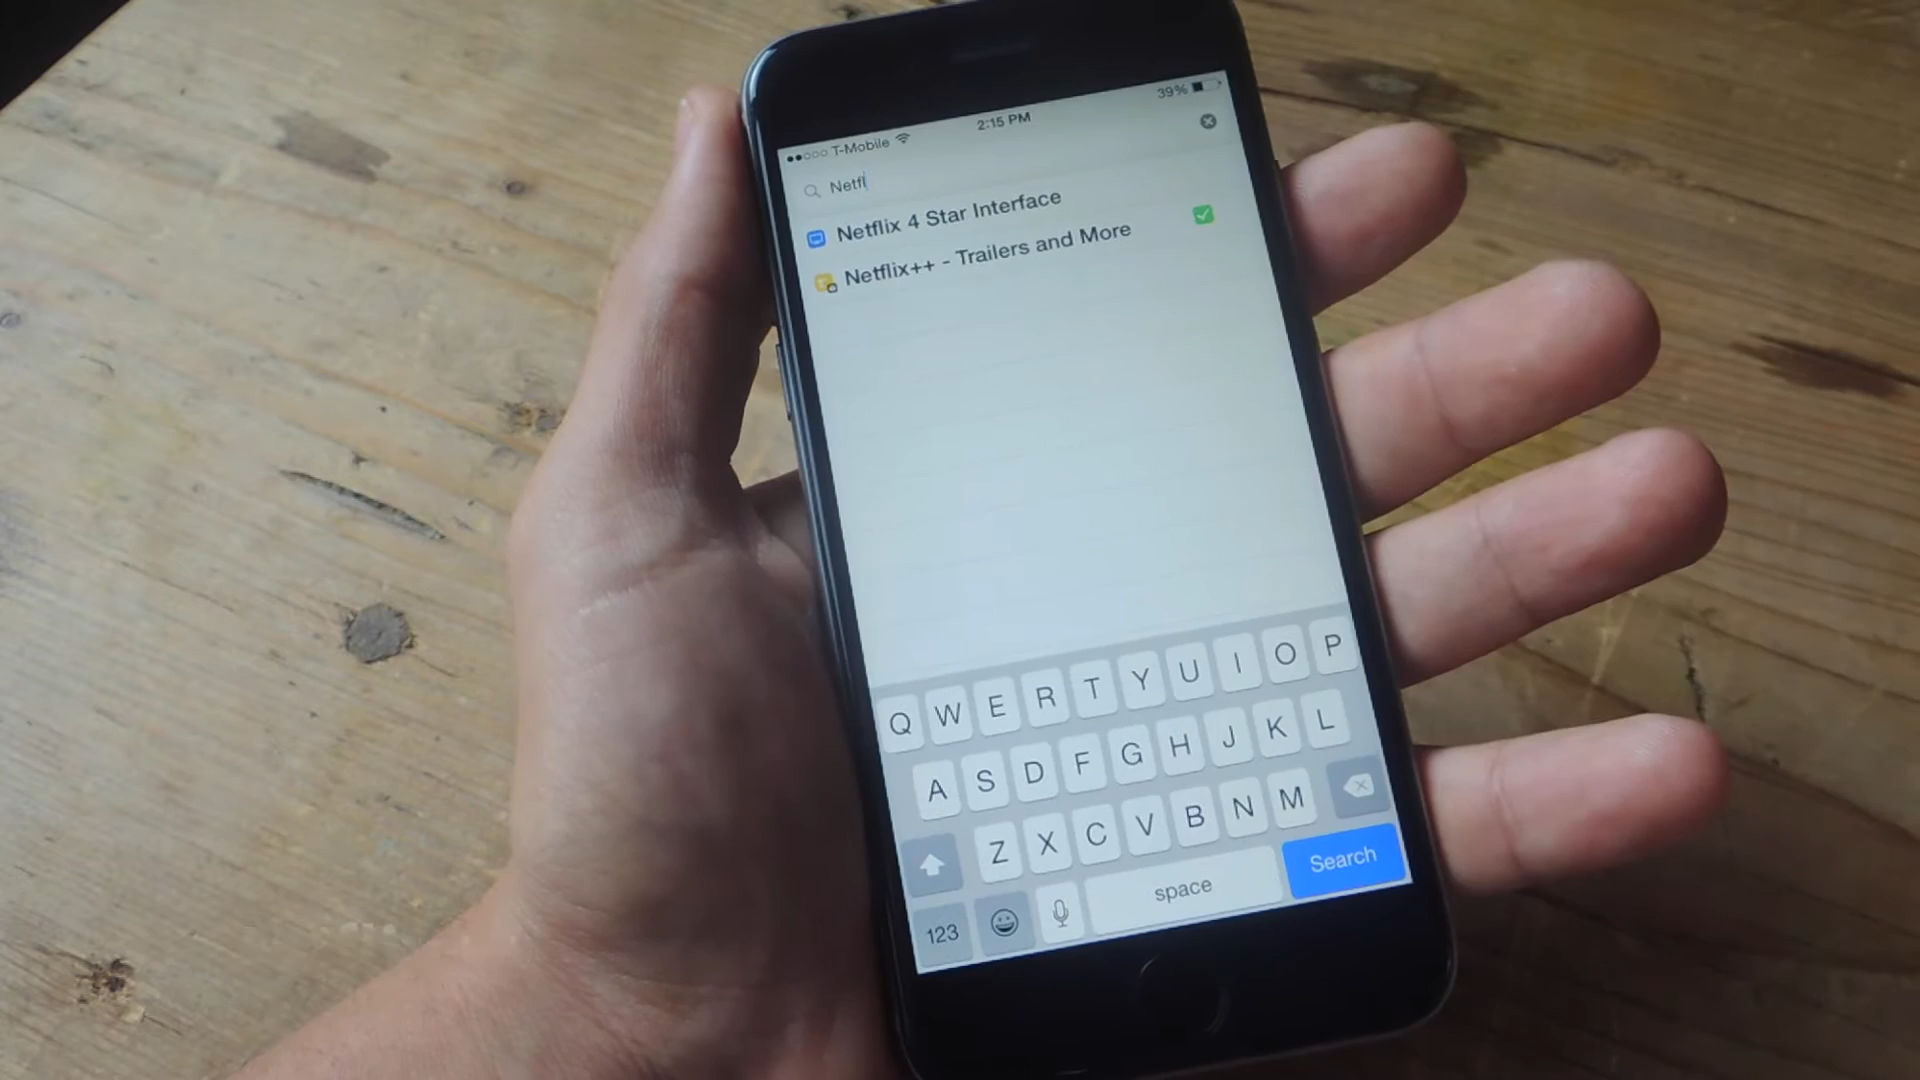 T-Mobile 2:15 PM 39%
Netfl
Netflix 4 Star Interface
Netflix++ - Trailers and More
Q W E R T Y U I O P
A S D F G H J K L
Z X C V B N M
123 space Search